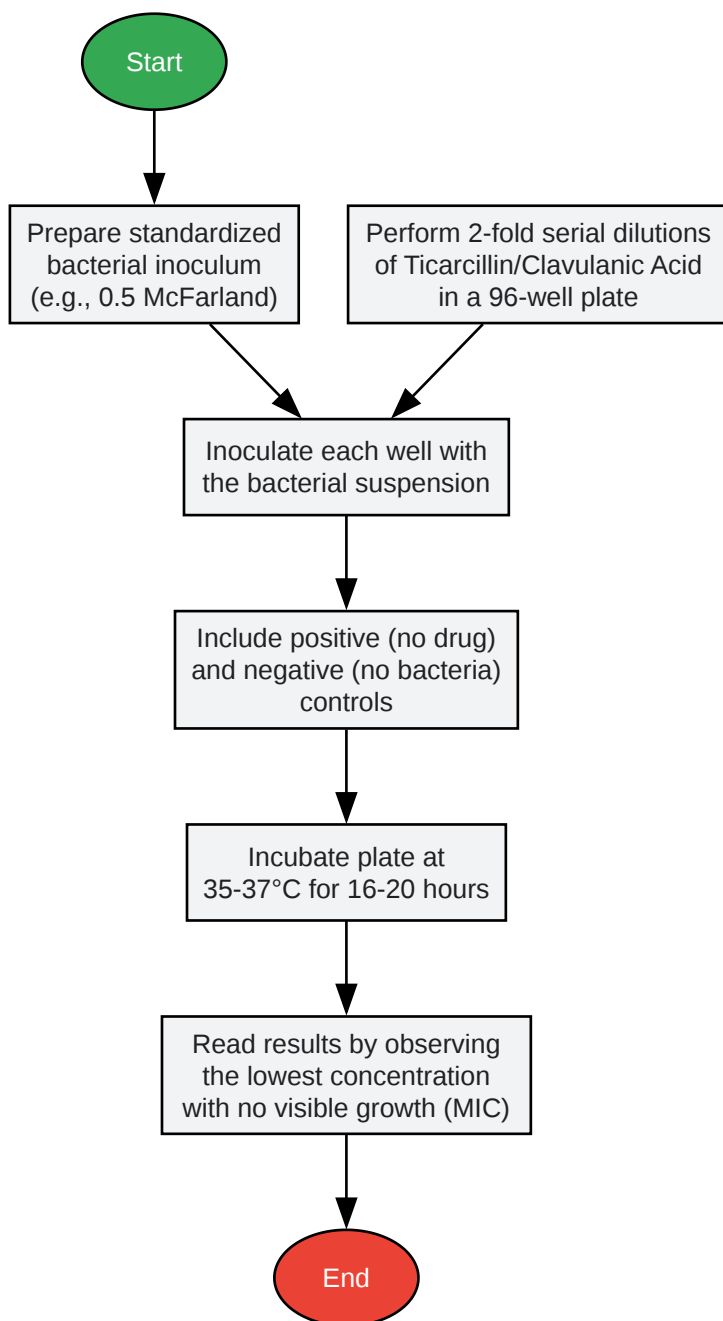 Start
Prepare standardized
bacterial inoculum
(e.g., 0.5 McFarland)
Perform 2-fold serial dilutions
of Ticarcillin/Clavulanic Acid
in a 96-well plate
Inoculate each well with
the bacterial suspension
Include positive (no drug)
and negative (no bacteria)
controls
Incubate plate at
35-37°C for 16-20 hours
Read results by observing
the lowest concentration
with no visible growth (MIC)
End